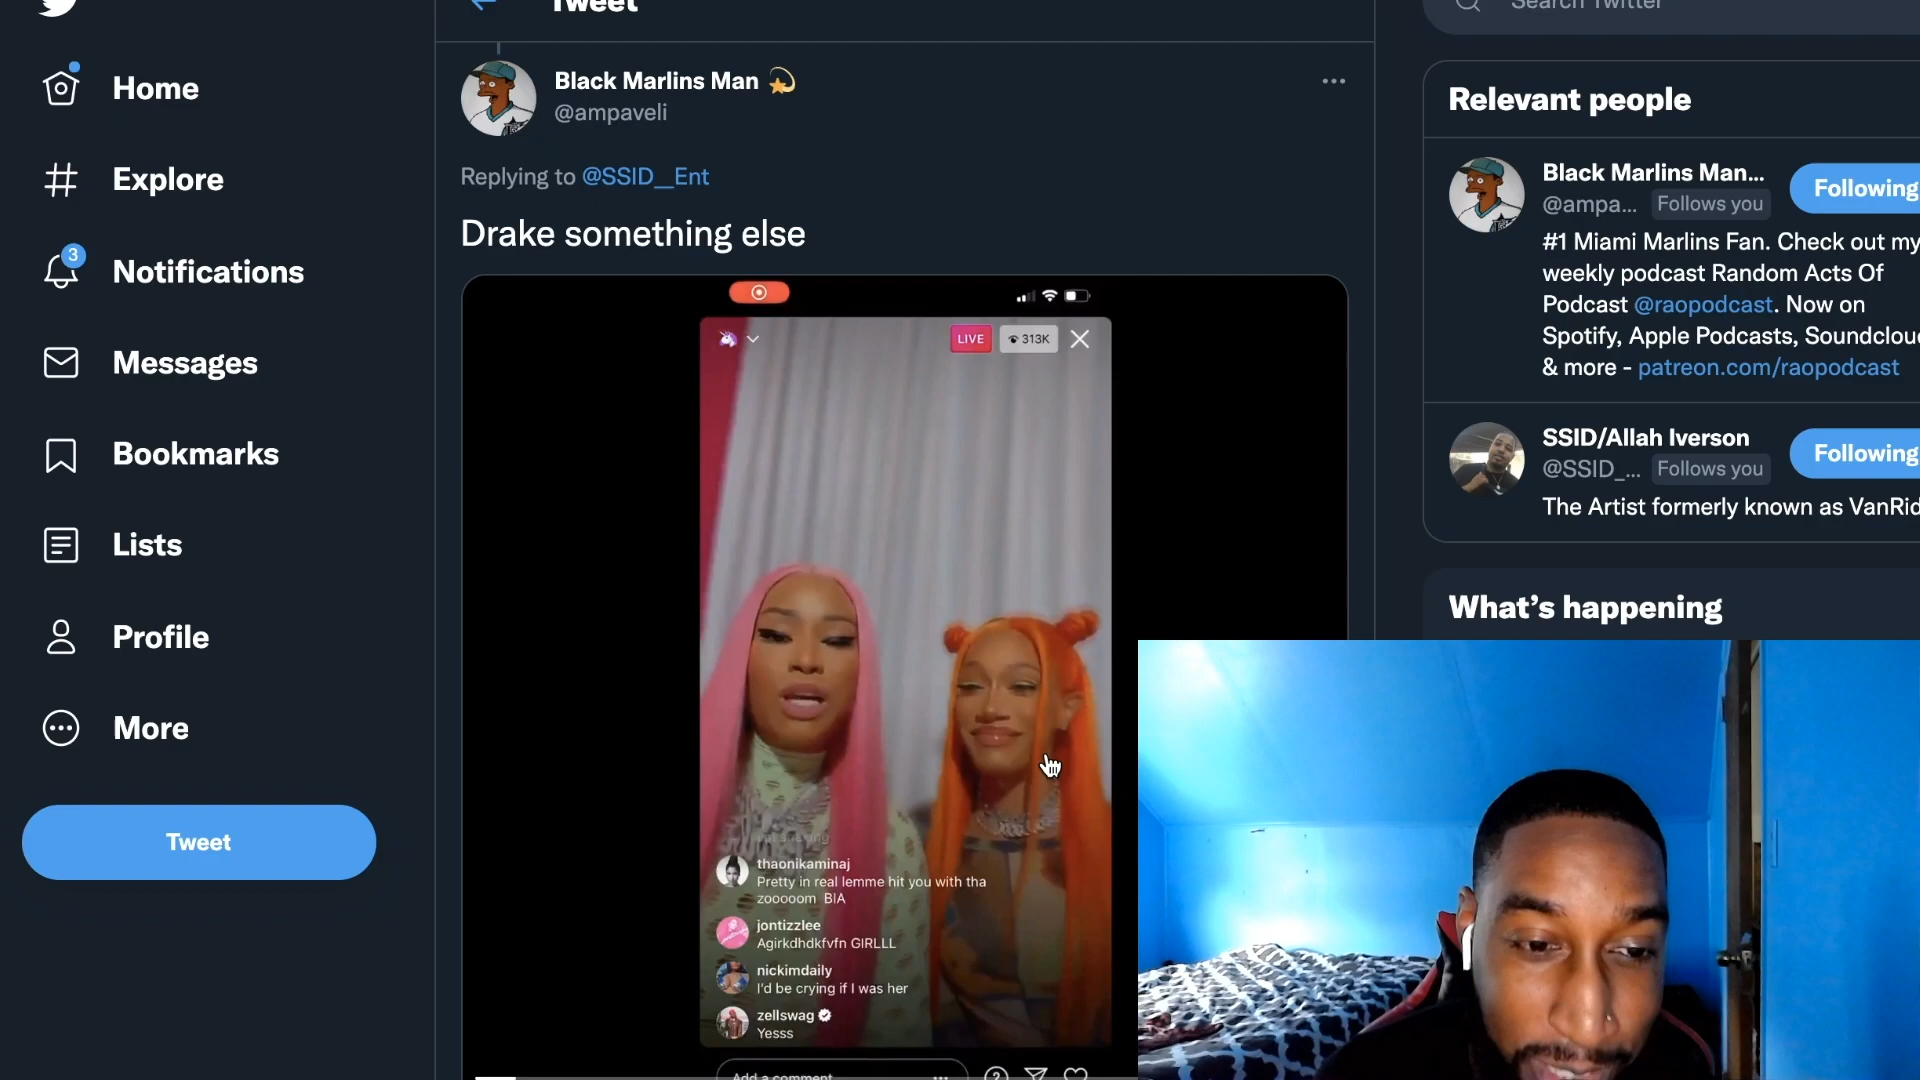 Tweet
Search Twitter
Home
Explore
3
Notifications
Messages
Bookmarks
Lists
Profile
More
Tweet
Black Marlins Man
@ampaveli
Replying to @SSID__Ent
Drake something else
LIVE
313K
thaonikaminaj
Pretty in real lemme hit you with tha
zooooom BIA
jontizzlee
Agirkdhdkfvfn GIRLLL
nickimdaily
I'd be crying if I was her
zellswag
Yesss
Add a comment
Relevant people
Black Marlins Man...
@ampa... Follows you
Following
#1 Miami Marlins Fan. Check out my
weekly podcast Random Acts Of
Podcast @raopodcast. Now on
Spotify, Apple Podcasts, Soundclou
& more - patreon.com/raopodcast
SSID/Allah Iverson
@SSID_... Follows you
Following
The Artist formerly known as VanRid
What's happening